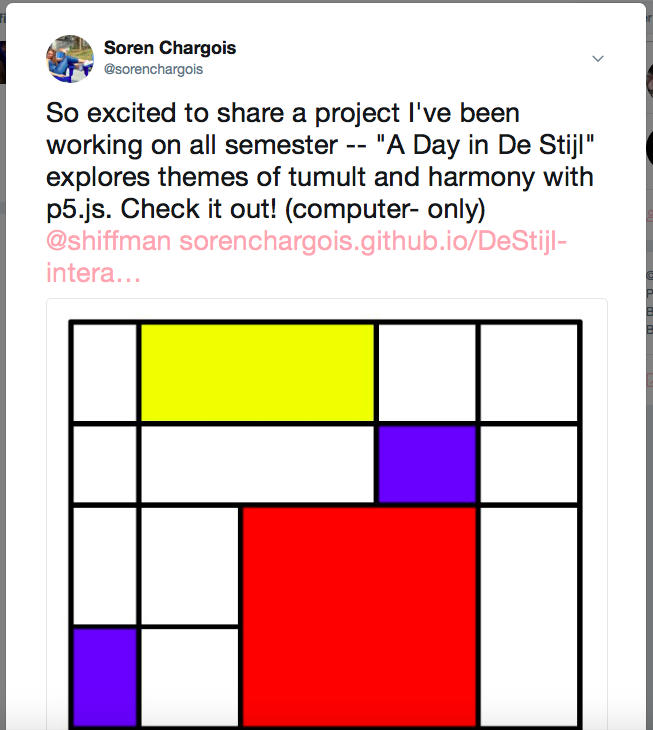 Soren Chargois
@sorenchargois
So excited to share a project I've been
working on all semester -- "A Day in De Stijl"
explores themes of tumult and harmony with
p5.js. Check it out! (computer- only)
@shiffman sorenchargois.github.io/DeStijl-
intera…